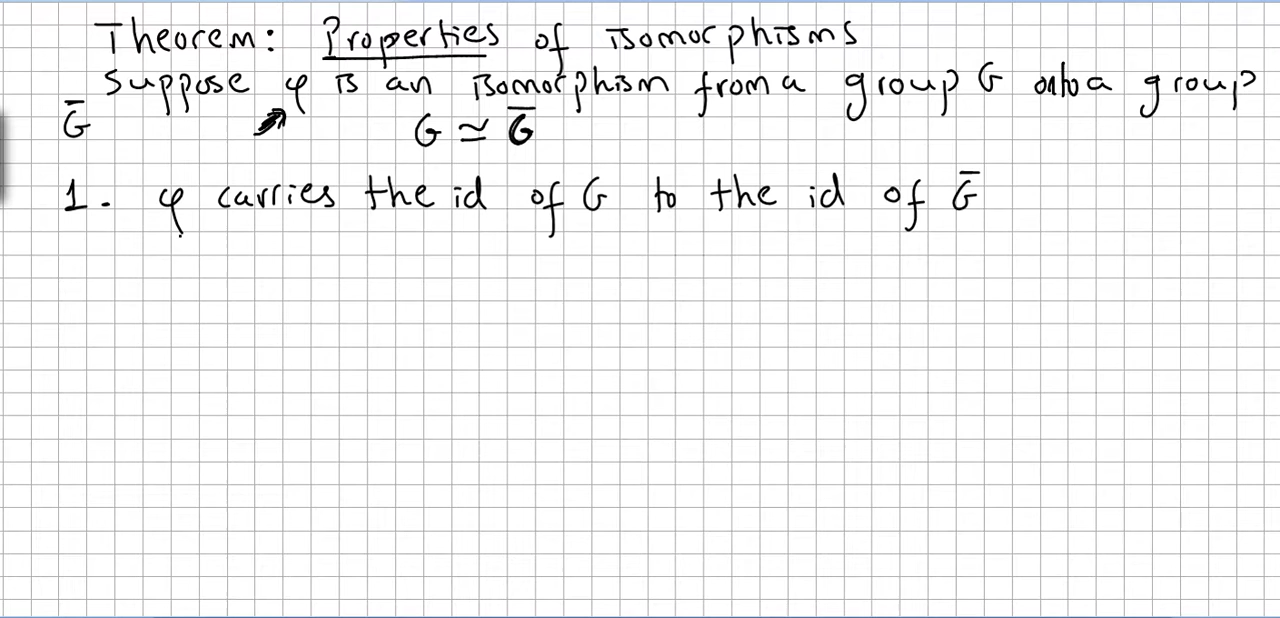 Theorem: Properties of isomorphisms
Suppose φ is an isomorphism from a group G onto a group
G̅
G ≃ G̅
1. φ carries the id of G to the id of G̅